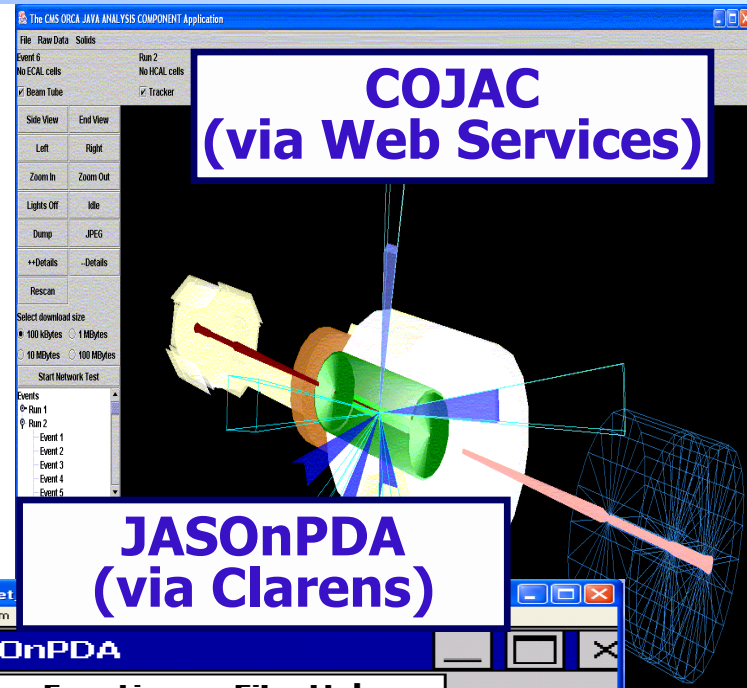 The CMS ORCA JAVA ANALYSIS COMPONENT Application
File Raw Data Solids
Event 6 Run 2
No ECAL cells No HCAL cells
Beam Tube Tracker
COJAC
(via Web Services)
Side View End View
Left Right
Zoom In Zoom Out
Lights Off Idle
Dump JPEG
++Details --Details
Rescan
Select download size
100 kBytes 1 MBytes
10 MBytes 100 MBytes
Start Network Test
Events
Run 1
Run 2
Event 1
Event 2
Event 3
Event 4
Event 5
JASOnPDA
(via Clarens)
OnPDA